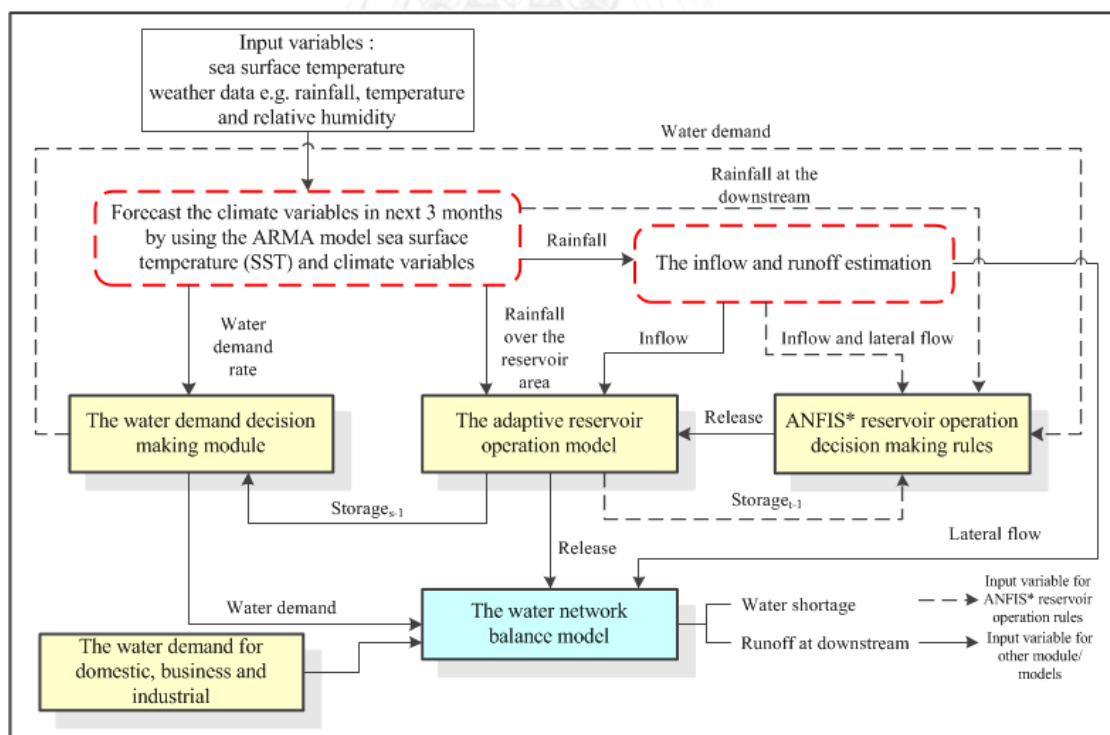 Input variables :
sea surface temperature
weather data e.g. rainfall, temperature
and relative humidity
Water demand
Rainfall at the
downstream
Forecast the climate variables in next 3 months
by using the ARMA model sea surface
temperature (SST) and climate variables
Rainfall
The inflow and runoff estimation
Water
demand
rate
Rainfall
over the
reservoir
area
Inflow
Inflow and lateral flow
The water demand decision
making module
The adaptive reservoir
operation model
Release
ANFIS* reservoir operation
decision making rules
Storages-1
Storaget-1
Release
Lateral flow
Water demand
The water network
balance model
Water shortage
Runoff at downstream
Input variable for
ANFIS* reservoir
operation rules
Input variable for
other module/
models
The water demand for
domestic, business and
industrial